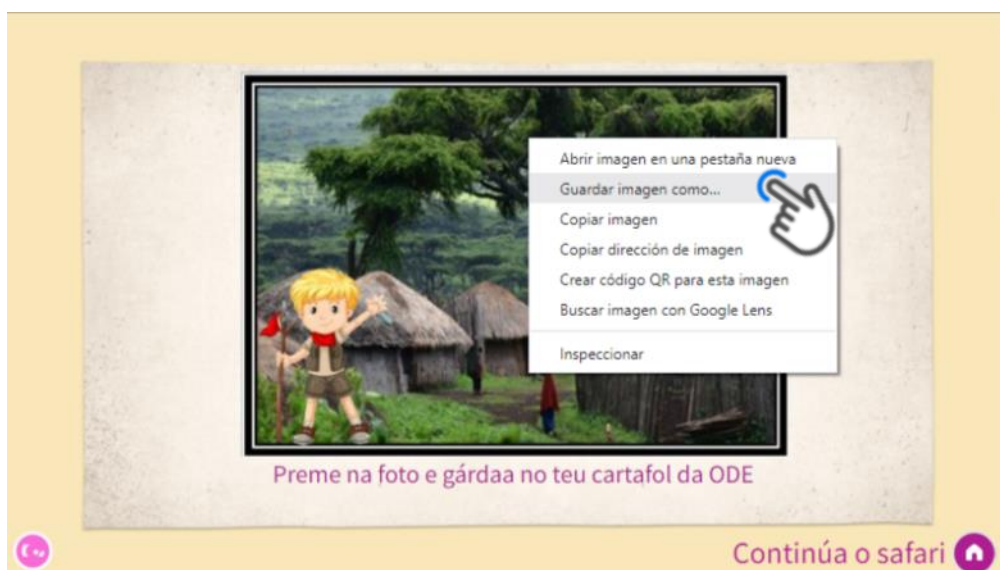 Abrir imagen en una pestaña nueva
Guardar imagen como...
Copiar imagen
Copiar dirección de imagen
Crear código QR para esta imagen
Buscar imagen con Google Lens
Inspeccionar
Preme na foto e gárdaa no teu cartafol da ODE
Continúa o safari